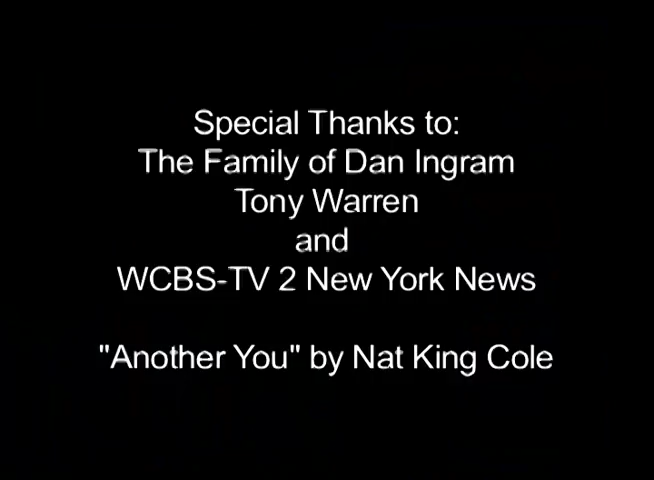 Special Thanks to:
The Family of Dan Ingram
Tony Warren
and
WCBS-TV 2 New York News
"Another You" by Nat King Cole